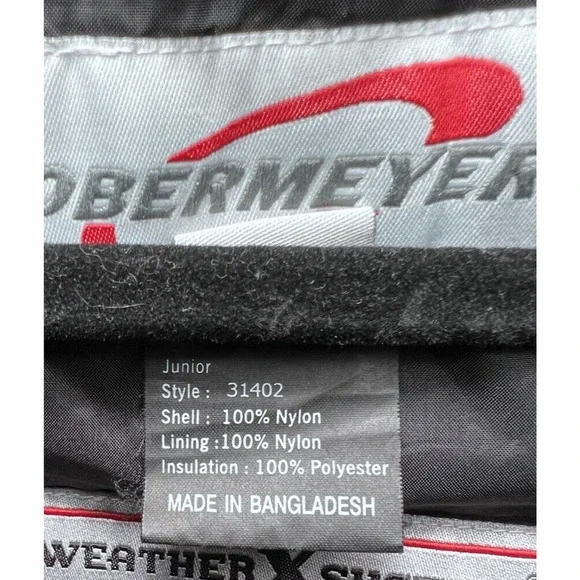 OBERMEYER
Junior
Style : 31402
Shell : 100% Nylon
Lining :100% Nylon
Insulation : 100% Polyester
MADE IN BANGLADESH
WEATHER X